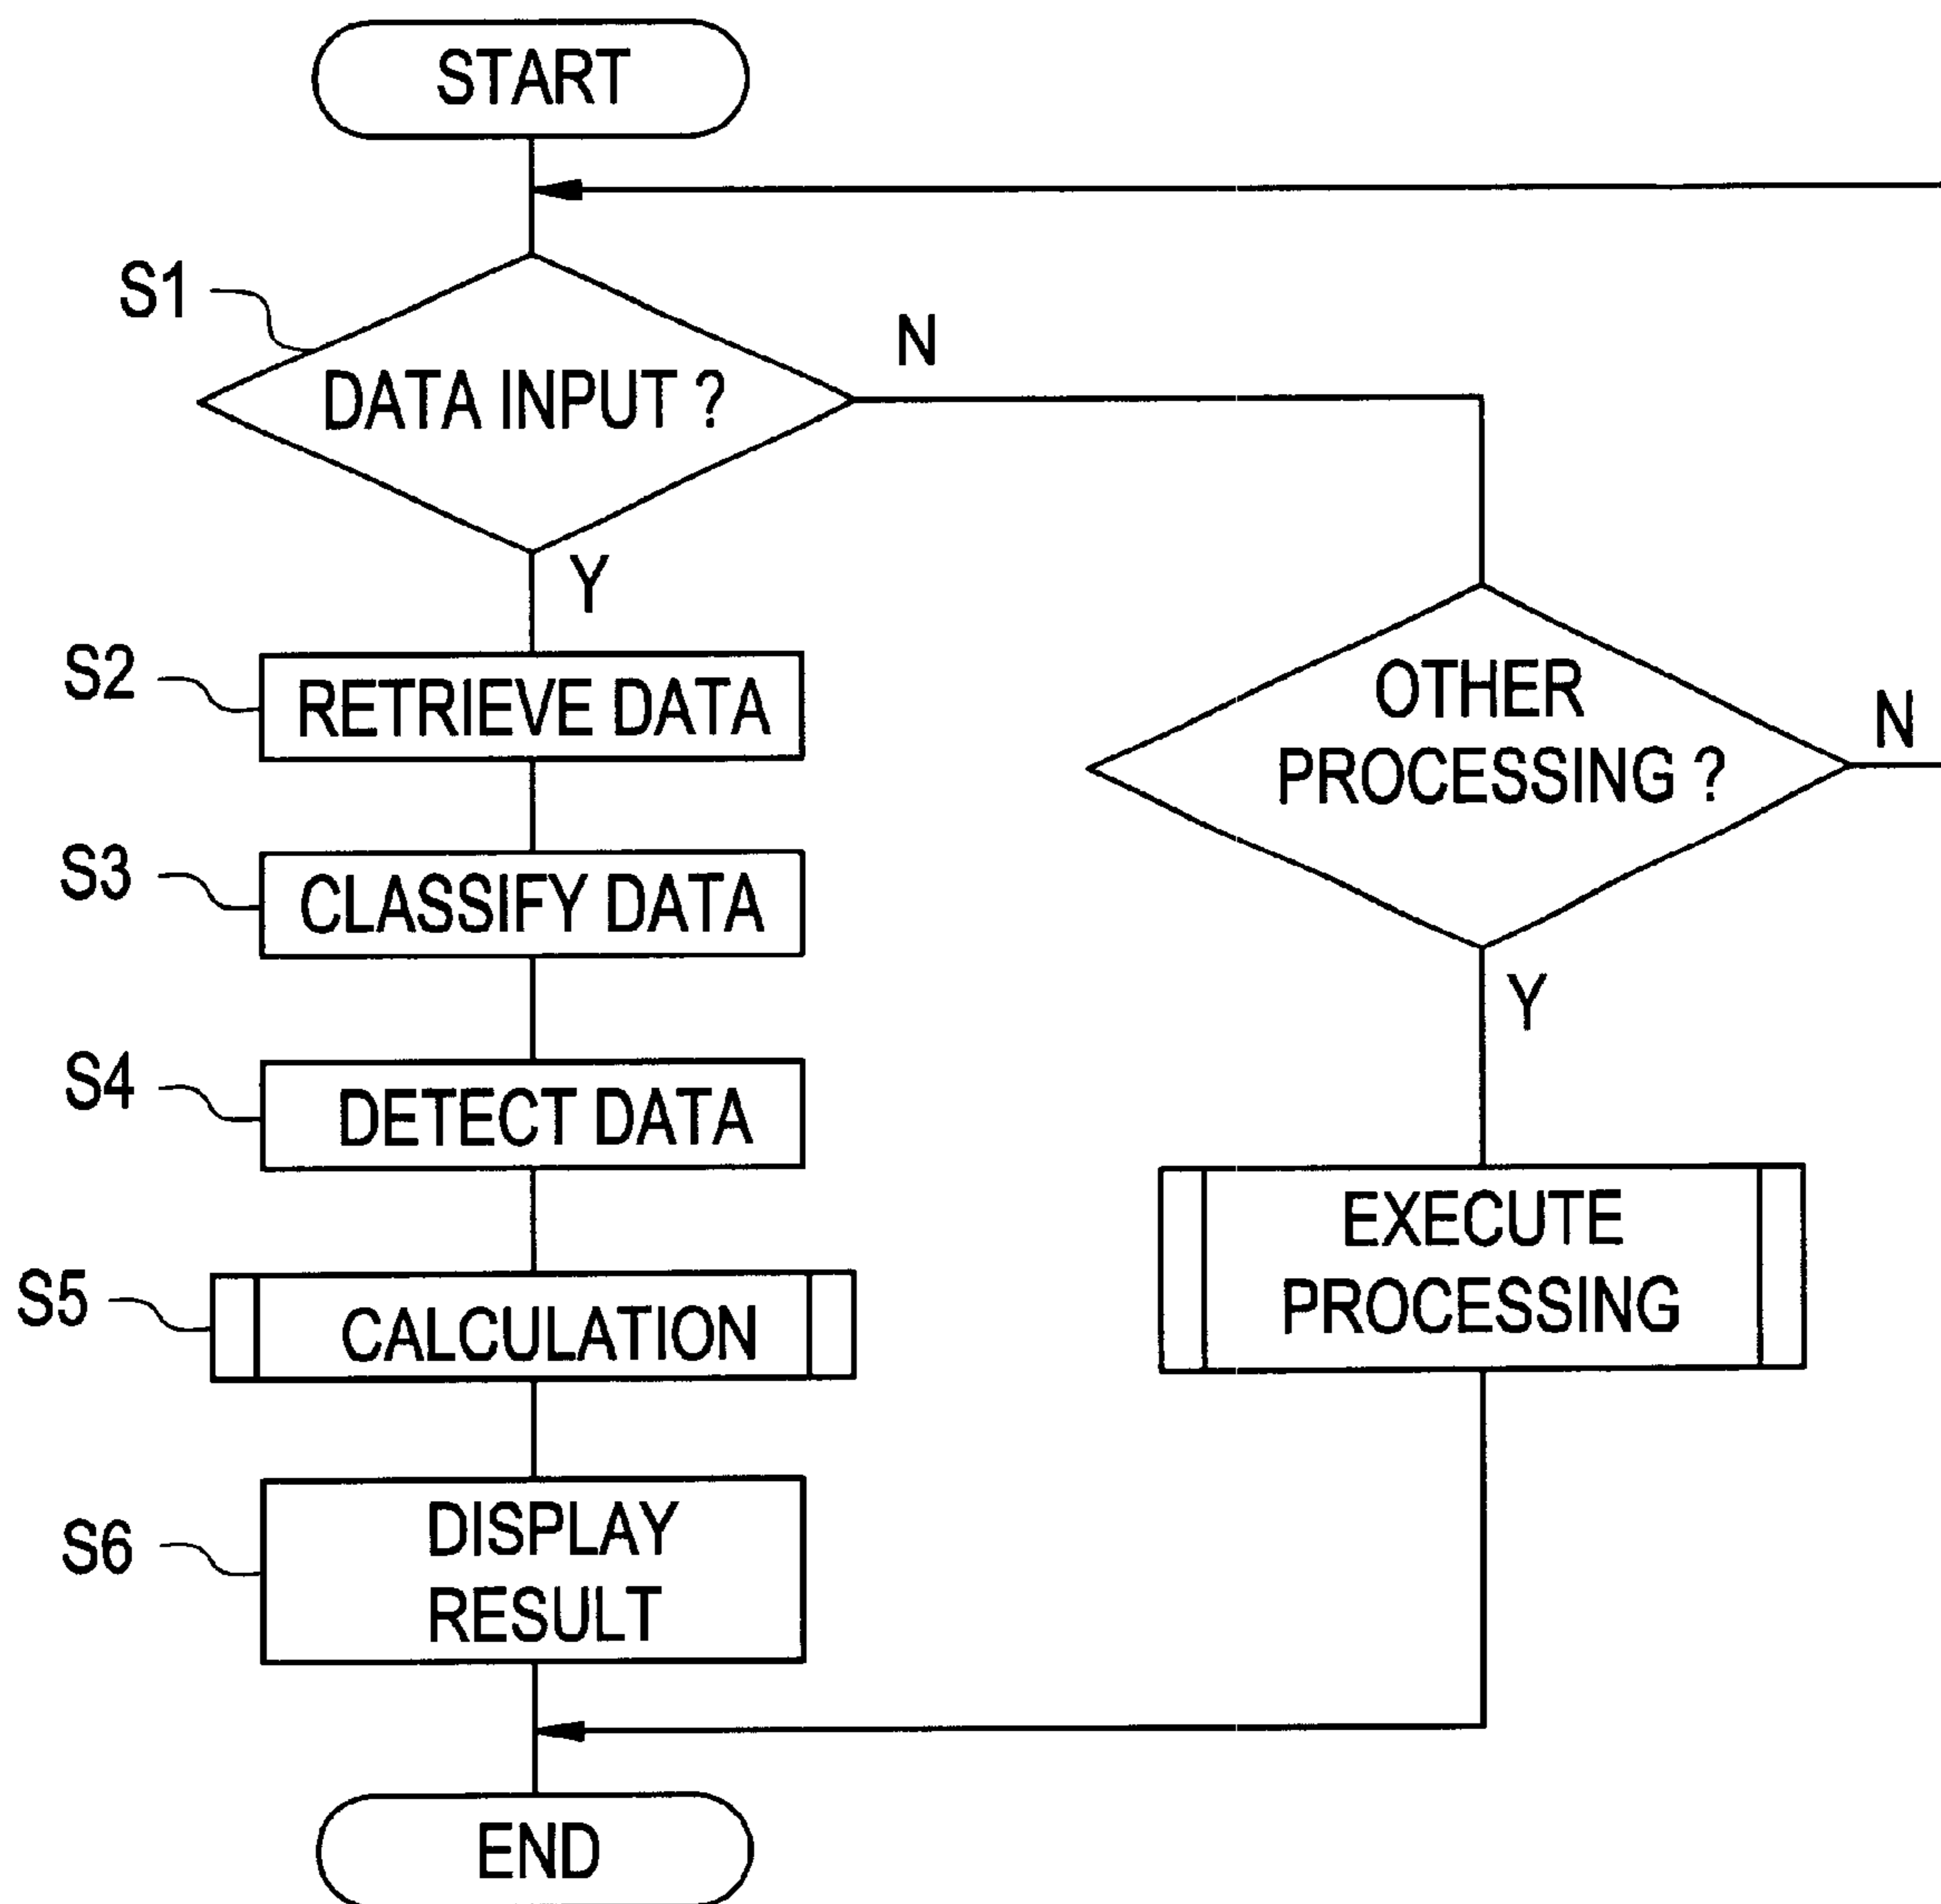 START
S1
DATA INPUT ?
N
Y
S2
RETRIEVE DATA
OTHER
PROCESSING ?
N
S3
CLASSIFY DATA
Y
S4
DETECT DATA
EXECUTE
PROCESSING
S5
CALCULATION
S6
DISPLAY
RESULT
END